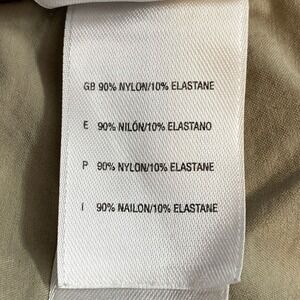 GB 90% NYLON/10% ELASTANE
E 90% NILÓN/10% ELASTANO
P 90% NYLON/10% ELASTANE
I 90% NAILON/10% ELASTANE